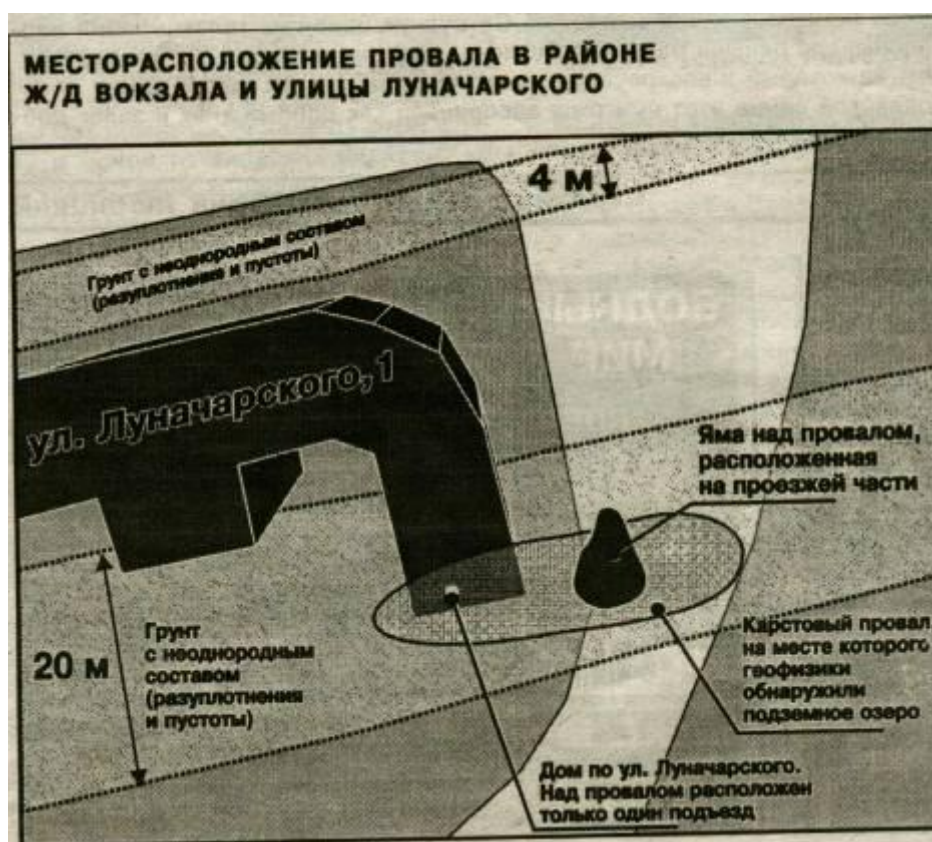 МЕСТОРАСПОЛОЖЕНИЕ ПРОВАЛА В РАЙОНЕ
Ж/Д ВОКЗАЛА И УЛИЦЫ ЛУНАЧАРСКОГО
4 м
Грунт с неоднородным составом
(разуплотнения и пустоты)
ул. Луначарского, 1
Яма над провалом,
расположенная
на проезжей части
20 м
Грунт
с неоднородным
составом
(разуплотнения
и пустоты)
Карстовый провал
на месте которого
геофизики
обнаружили
подземное озеро
Дом по ул. Луначарского.
Над провалом расположен
только один подъезд